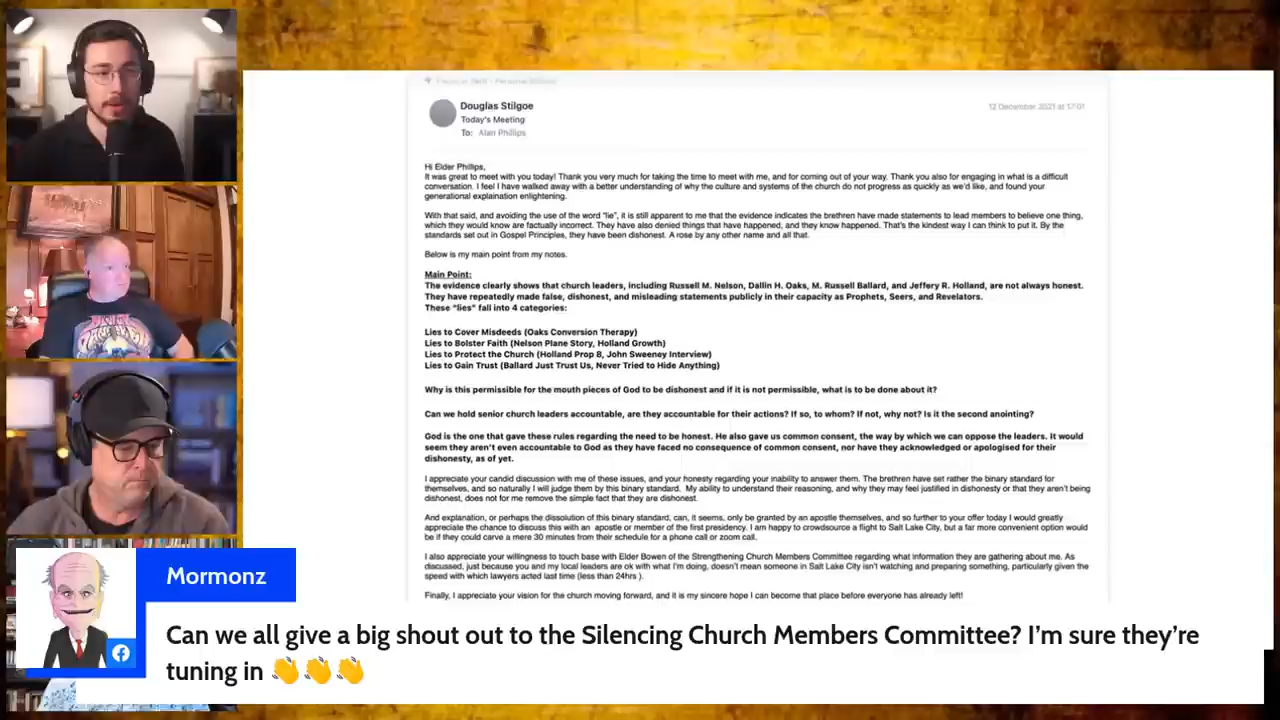 Douglas Stilgoe
12 December 2021 at 17:01
Today's Meeting
To: Alan Phillips
Hi Elder Phillips,
It was great to meet with you today! Thank you very much for taking the time to meet with me, and for coming out of your way. Thank you also for engaging in what is a difficult
conversation. I feel I have walked away with a better understanding of why the culture and systems of the church do not progress as quickly as we'd like, and found your
generational explaination enlightening.
With that said, and avoiding the use of the word "lie", it is still apparent to me that the evidence indicates the brethren have made statements to lead members to believe one thing,
which they would know are factually incorrect. They have also denied things that have happened, and they know happened. That's the kindest way I can think to put it. By the
standards set out in Gospel Principles, they have been dishonest. A rose by any other name and all that.
Below is my main point from my notes.
Main Point:
The evidence clearly shows that church leaders, including Russell M. Nelson, Dallin H. Oaks, M. Russell Ballard, and Jeffery R. Holland, are not always honest.
They have repeatedly made false, dishonest, and misleading statements publicly in their capacity as Prophets, Seers, and Revelators.
These "lies" fall into 4 categories:
Lies to Cover Misdeeds (Oaks Conversion Therapy)
Lies to Bolster Faith (Nelson Plane Story, Holland Growth)
Lies to Protect the Church (Holland Prop 8, John Sweeney Interview)
Lies to Gain Trust (Ballard Just Trust Us, Never Tried to Hide Anything)
Why is this permissible for the mouth pieces of God to be dishonest and if it is not permissible, what is to be done about it?
Can we hold senior church leaders accountable, are they accountable for their actions? If so, to whom? If not, why not? Is it the second anointing?
God is the one that gave these rules regarding the need to be honest. He also gave us common consent, the way by which we can oppose the leaders. It would
seem they aren't even accountable to God as they have faced no consequence of common consent, nor have they acknowledged or apologised for their
dishonesty, as of yet.
I appreciate your candid discussion with me of these issues, and your honesty regarding your inability to answer them. The brethren have set rather the binary standard for
themselves, and so naturally I will judge them by this binary standard. My ability to understand their reasoning, and why they may feel justified in dishonesty or that they aren't being
dishonest, does not for me remove the simple fact that they are dishonest.
And explanation, or perhaps the dissolution of this binary standard, can, it seems, only be granted by an apostle themselves, and so further to your offer today I would greatly
appreciate the chance to discuss this with an apostle or member of the first presidency. I am happy to crowdsource a flight to Salt Lake City, but a far more convenient option would
be if they could carve a mere 30 minutes from their schedule for a phone call or zoom call.
I also appreciate your willingness to touch base with Elder Bowen of the Strengthening Church Members Committee regarding what information they are gathering about me. As
discussed, just because you and my local leaders are ok with what I'm doing, doesn't mean someone in Salt Lake City isn't watching and preparing something, particularly given the
speed with which lawyers acted last time (less than 24hrs ).
Finally, I appreciate your vision for the church moving forward, and it is my sincere hope I can become that place before everyone has already left!
Mormonz
Can we all give a big shout out to the Silencing Church Members Committee? I'm sure they're
tuning in 👏👏👏